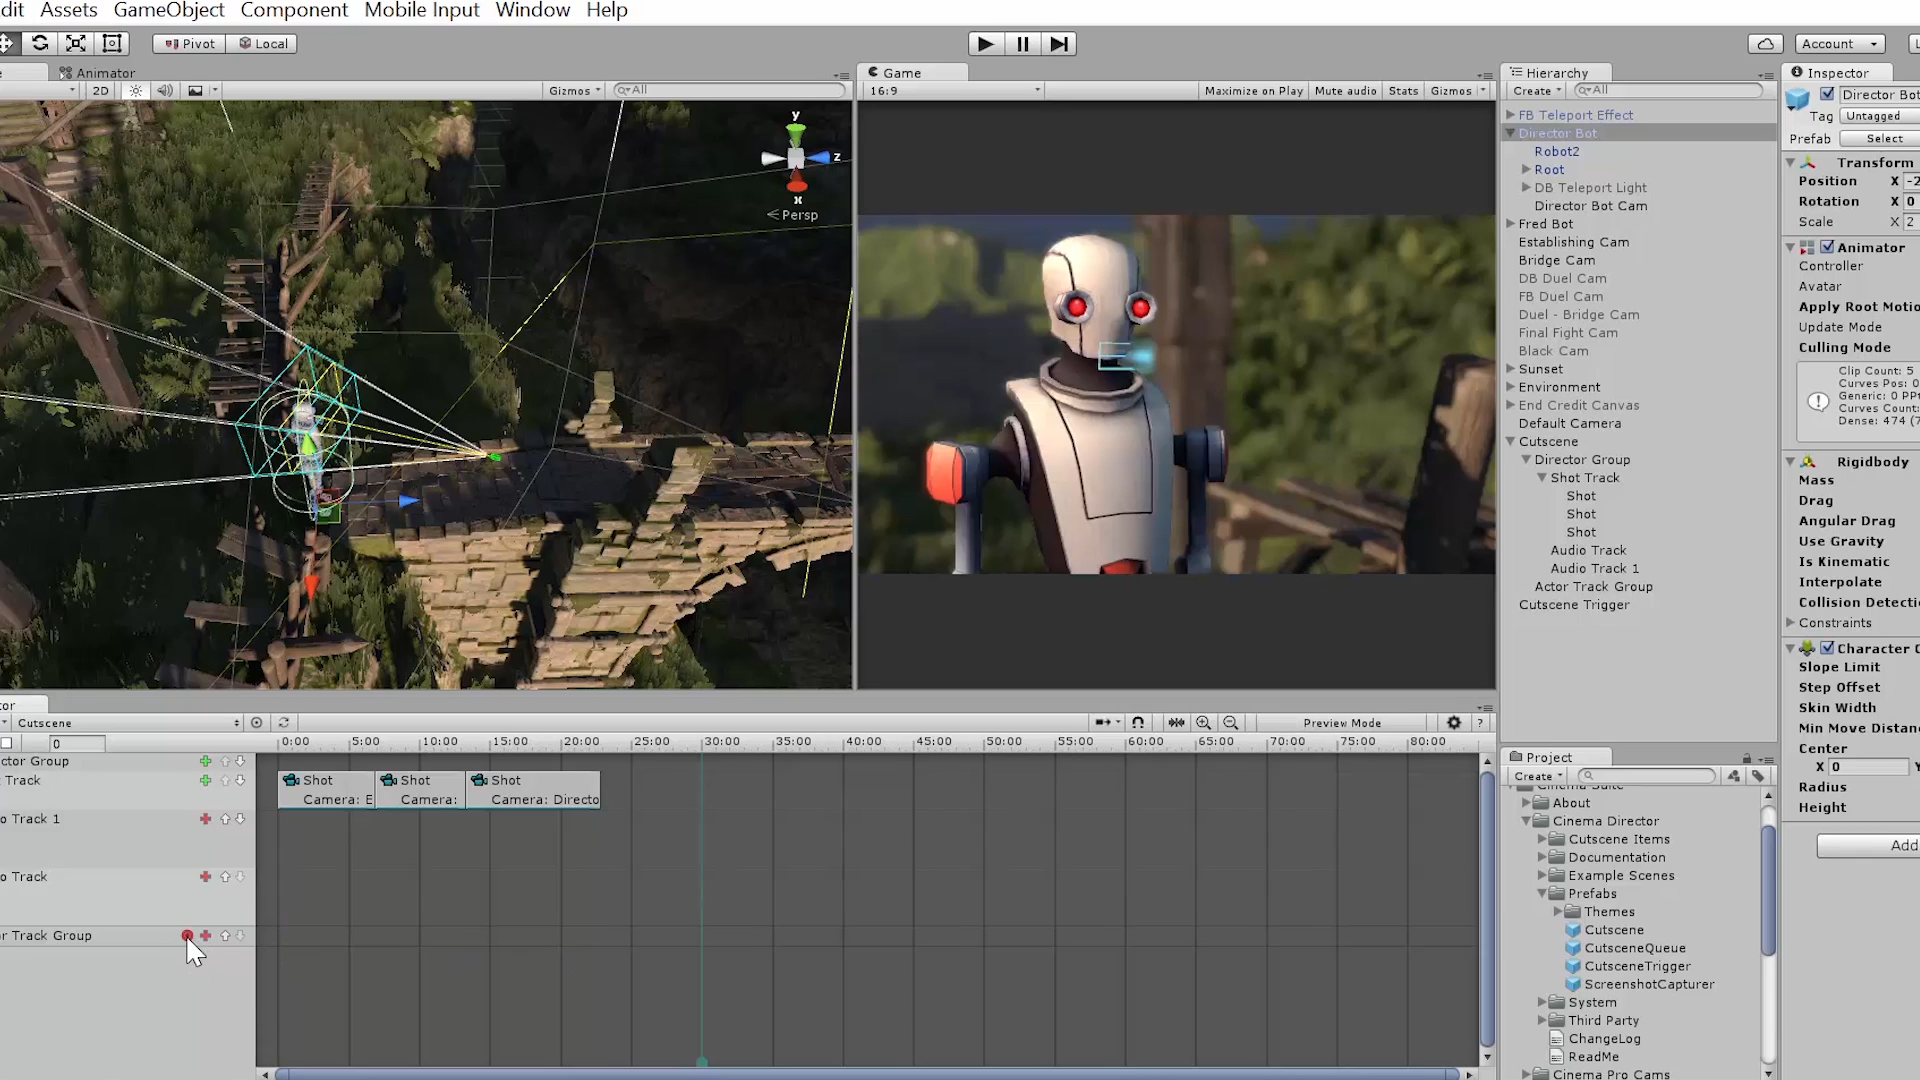 dit Assets GameObject Component Mobile Input Window Help
Pivot Local Account L
Animator
2D Gizmos All
y
z
x
Persp
Game
16:9 Maximize on Play Mute audio Stats Gizmos
Hierarchy
Create All
FB Teleport Effect
Director Bot
Robot2
Root
DB Teleport Light
Director Bot Cam
Fred Bot
Establishing Cam
Bridge Cam
DB Duel Cam
FB Duel Cam
Duel - Bridge Cam
Final Fight Cam
Black Cam
Sunset
Environment
End Credit Canvas
Default Camera
Cutscene
Director Group
Shot Track
Shot
Shot
Shot
Audio Track
Audio Track 1
Actor Track Group
Cutscene Trigger
Inspector
Director Bot
Tag Untagged
Prefab Select
Transform
Position X -2
Rotation X 0
Scale X 2
Animator
Controller
Avatar
Apply Root Motio
Update Mode
Culling Mode
Clip Count: 5
Curves Pos: 0
Generic: 0 PPt
Curves Count:
Dense: 474 (7
Rigidbody
Mass
Drag
Angular Drag
Use Gravity
Is Kinematic
Interpolate
Collision Detectio
Constraints
Character C
Slope Limit
Step Offset
Skin Width
Min Move Distanc
Center
X 0 Y
Radius
Height
Add
tor
Cutscene Preview Mode ?
0 0:00 5:00 10:00 15:00 20:00 25:00 30:00 35:00 40:00 45:00 50:00 55:00 60:00 65:00 70:00 75:00 80:00
ctor Group
Track Shot Shot Shot
Camera: E Camera: Camera: Directo
o Track 1
o Track
or Track Group
Project
Create
Cinema Suite
About
Cinema Director
Cutscene Items
Documentation
Example Scenes
Prefabs
Themes
Cutscene
CutsceneQueue
CutsceneTrigger
ScreenshotCapturer
System
Third Party
ChangeLog
ReadMe
Cinema Pro Cams